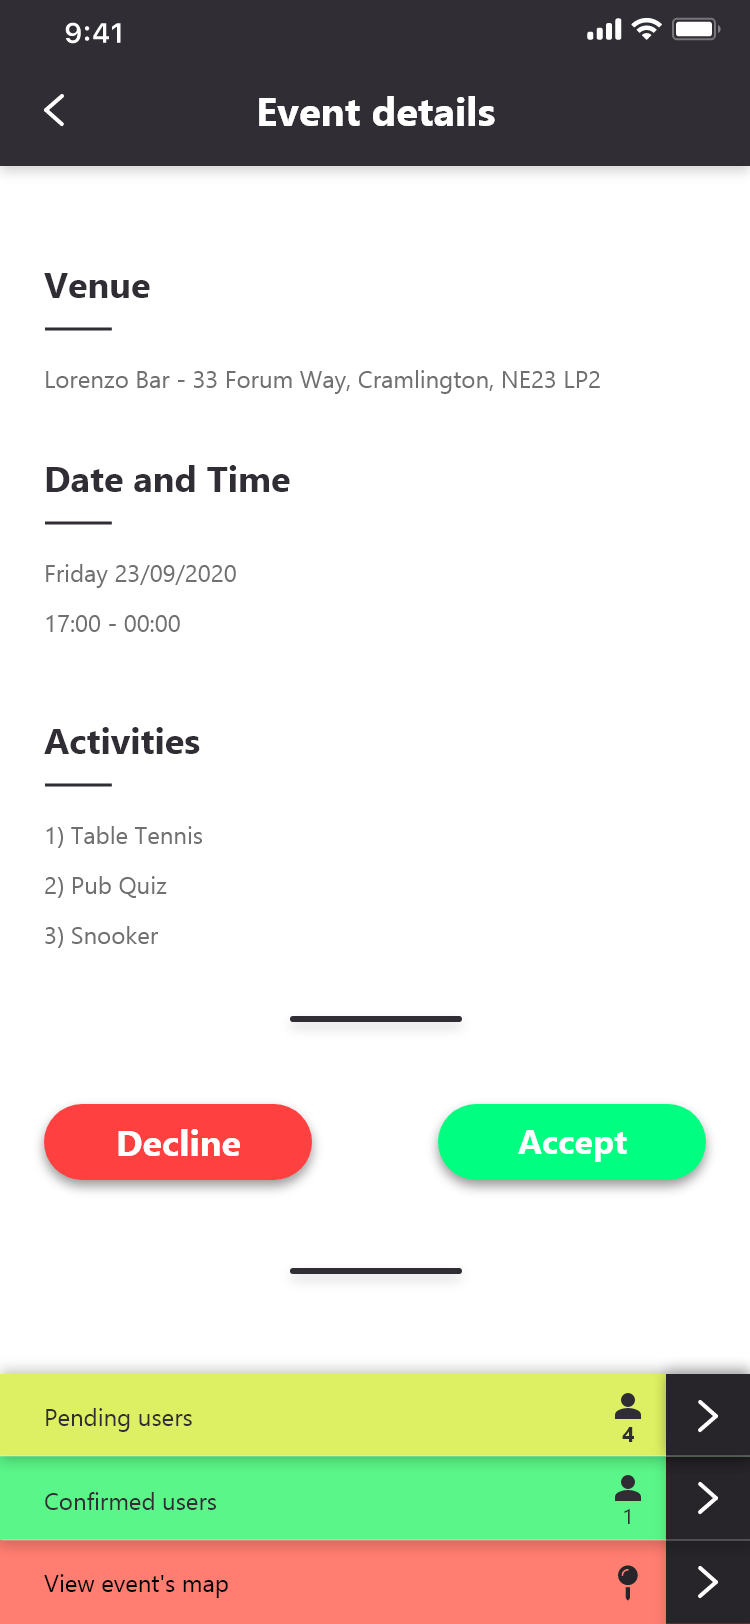 9:41
Event details
Venue
Lorenzo Bar - 33 Forum Way, Cramlington, NE23 LP2
Date and Time
Friday 23/09/2020
17:00 - 00:00
Activities
1) Table Tennis
2) Pub Quiz
3) Snooker
Decline
Accept
Pending users
4
Confirmed users
1
View event's map